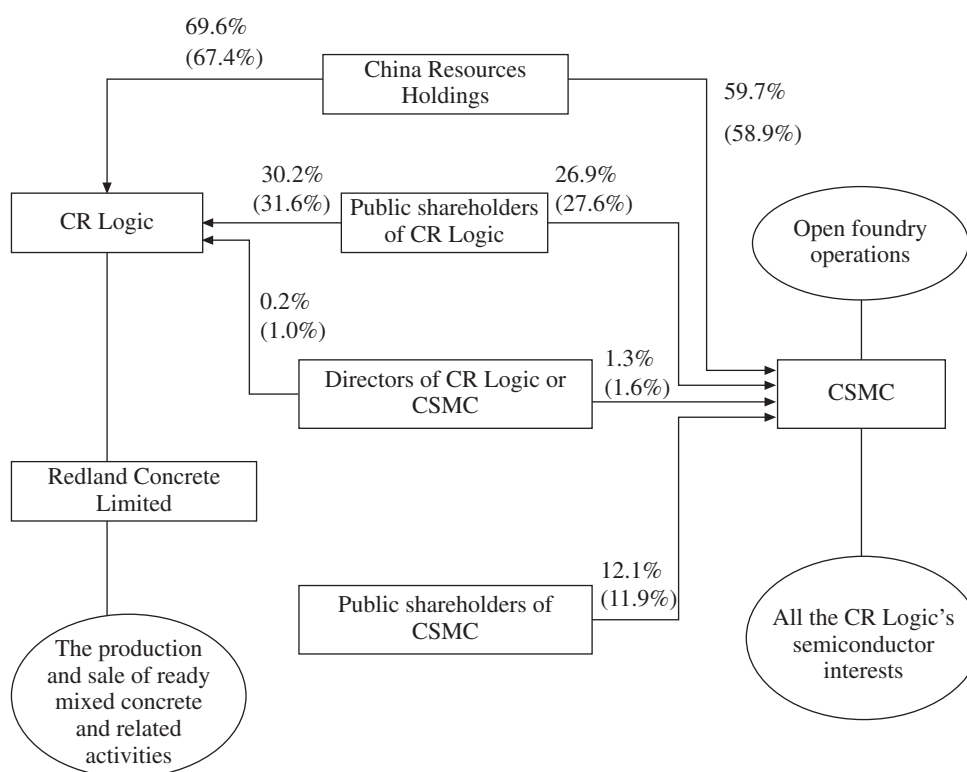 69.6%
(67.4%)
China Resources
Holdings
59.7%
(58.9%)
30.2%
(31.6%)
26.9%
(27.6%)
CR Logic
Public shareholders
of CR Logic
Open foundry
operations
0.2%
(1.0%)
Directors of CR Logic or
CSMC
1.3%
(1.6%)
CSMC
Redland Concrete
Limited
12.1%
(11.9%)
Public shareholders of
CSMC
All the CR Logic’s
semiconductor
interests
The production
and sale of ready
mixed concrete
and related
activities